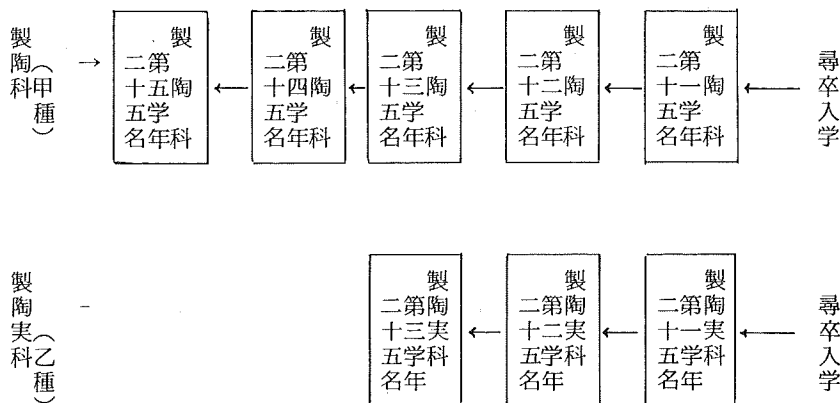 尋卒入学
製陶科
第一学年
二十五名
製陶科
第二学年
二十五名
製陶科
第三学年
二十五名
製陶科
第四学年
二十五名
製陶科
第五学年
二十五名
製陶科
（甲種）
尋卒入学
製陶実科
第一学年
二十五名
製陶実科
第二学年
二十五名
製陶実科
第三学年
二十五名
製陶実科
（乙種）